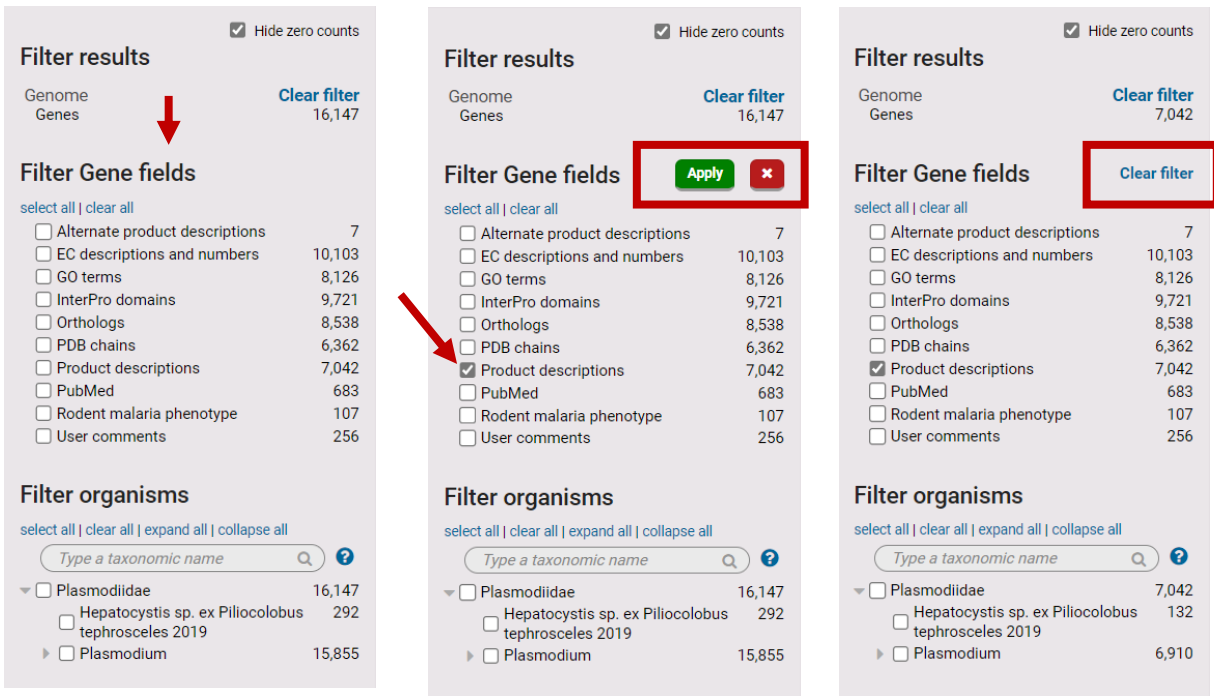 Hide zero counts
Filter results
Genome Clear filter
Genes 16,147
Filter Gene fields
select all | clear all
Alternate product descriptions 7
EC descriptions and numbers 10,103
GO terms 8,126
InterPro domains 9,721
Orthologs 8,538
PDB chains 6,362
Product descriptions 7,042
PubMed 683
Rodent malaria phenotype 107
User comments 256
Filter organisms
select all | clear all | expand all | collapse all
Type a taxonomic name ?
Plasmodiidae 16,147
Hepatocystis sp. ex Piliocolobus 292
tephrosceles 2019
Plasmodium 15,855
Hide zero counts
Filter results
Genome Clear filter
Genes 16,147
Filter Gene fields Apply
select all | clear all
Alternate product descriptions 7
EC descriptions and numbers 10,103
GO terms 8,126
InterPro domains 9,721
Orthologs 8,538
PDB chains 6,362
Product descriptions 7,042
PubMed 683
Rodent malaria phenotype 107
User comments 256
Filter organisms
select all | clear all | expand all | collapse all
Type a taxonomic name ?
Plasmodiidae 16,147
Hepatocystis sp. ex Piliocolobus 292
tephrosceles 2019
Plasmodium 15,855
Hide zero counts
Filter results
Genome Clear filter
Genes 7,042
Filter Gene fields Clear filter
select all | clear all
Alternate product descriptions 7
EC descriptions and numbers 10,103
GO terms 8,126
InterPro domains 9,721
Orthologs 8,538
PDB chains 6,362
Product descriptions 7,042
PubMed 683
Rodent malaria phenotype 107
User comments 256
Filter organisms
select all | clear all | expand all | collapse all
Type a taxonomic name ?
Plasmodiidae 7,042
Hepatocystis sp. ex Piliocolobus 132
tephrosceles 2019
Plasmodium 6,910